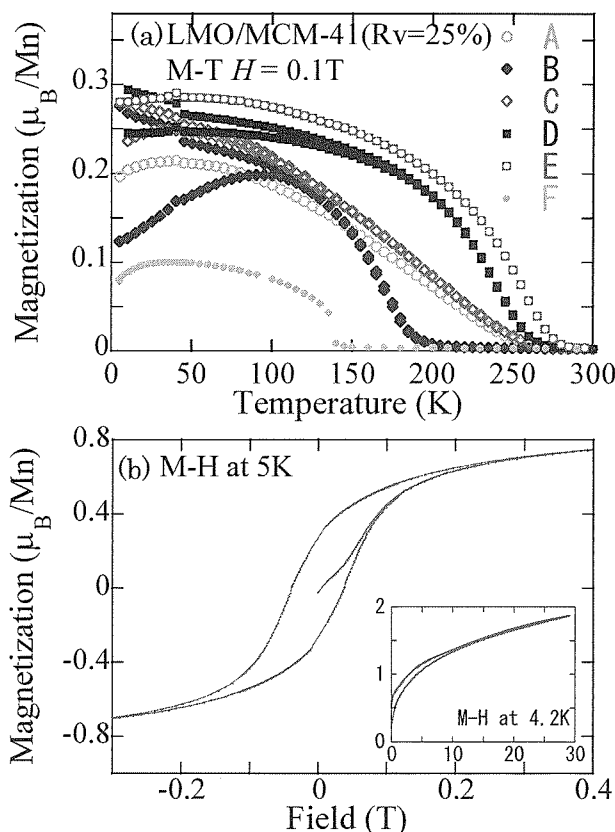 (a) LMO/MCM-41(Rv=25%)
M-T H = 0.1T
A
B
C
D
E
F
Magnetization (μB/Mn)
0.3
0.2
0.1
0
0 50 100 150 200 250 300
Temperature (K)
(b) M-H at 5K
Magnetization (μB/Mn)
0.8
0.4
0
-0.4
-0.8
2
1
0
0 10 20 30
M-H at 4.2K
-0.2 0 0.2 0.4
Field (T)